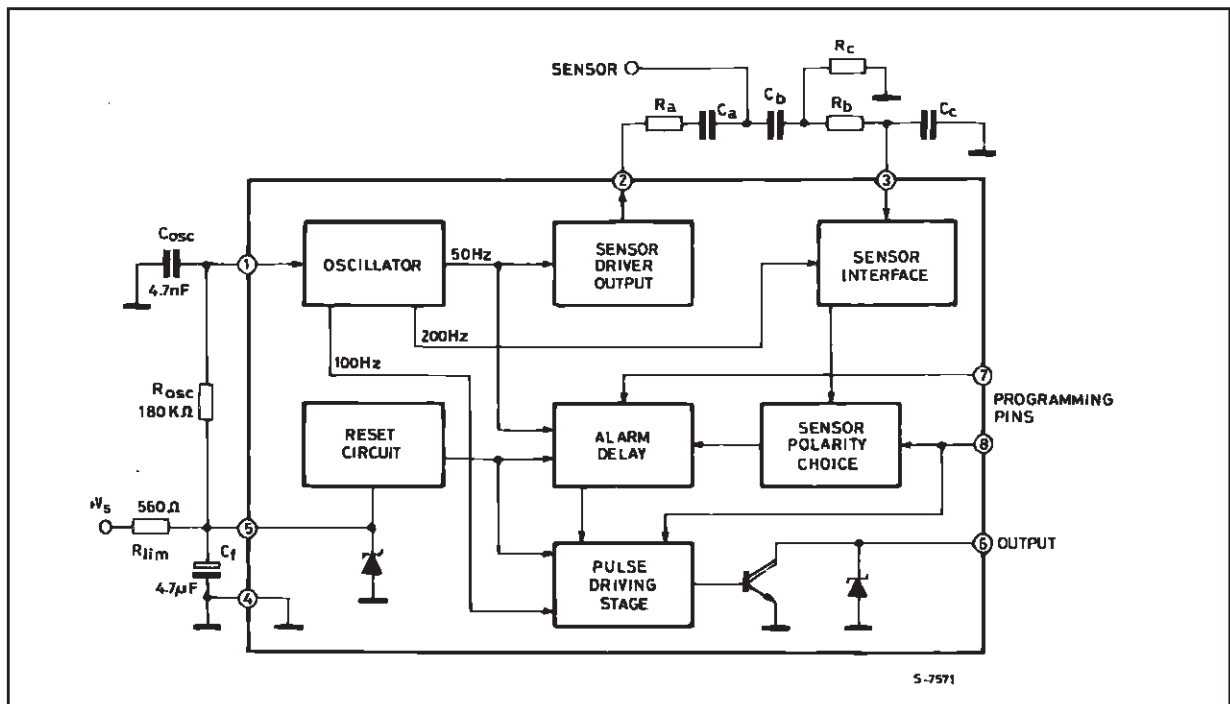 SENSOR
Rc
Ra
Ca
Cb
Rb
Cc
2
3
Cosc
4.7nF
1
OSCILLATOR
50Hz
SENSOR
DRIVER
OUTPUT
SENSOR
INTERFACE
200Hz
100Hz
Rosc
180KΩ
7
PROGRAMMING
PINS
RESET
CIRCUIT
ALARM
DELAY
SENSOR
POLARITY
CHOICE
8
+Vs
560Ω
5
Rlim
Cf
4.7µF
4
PULSE
DRIVING
STAGE
6
OUTPUT
S-7571